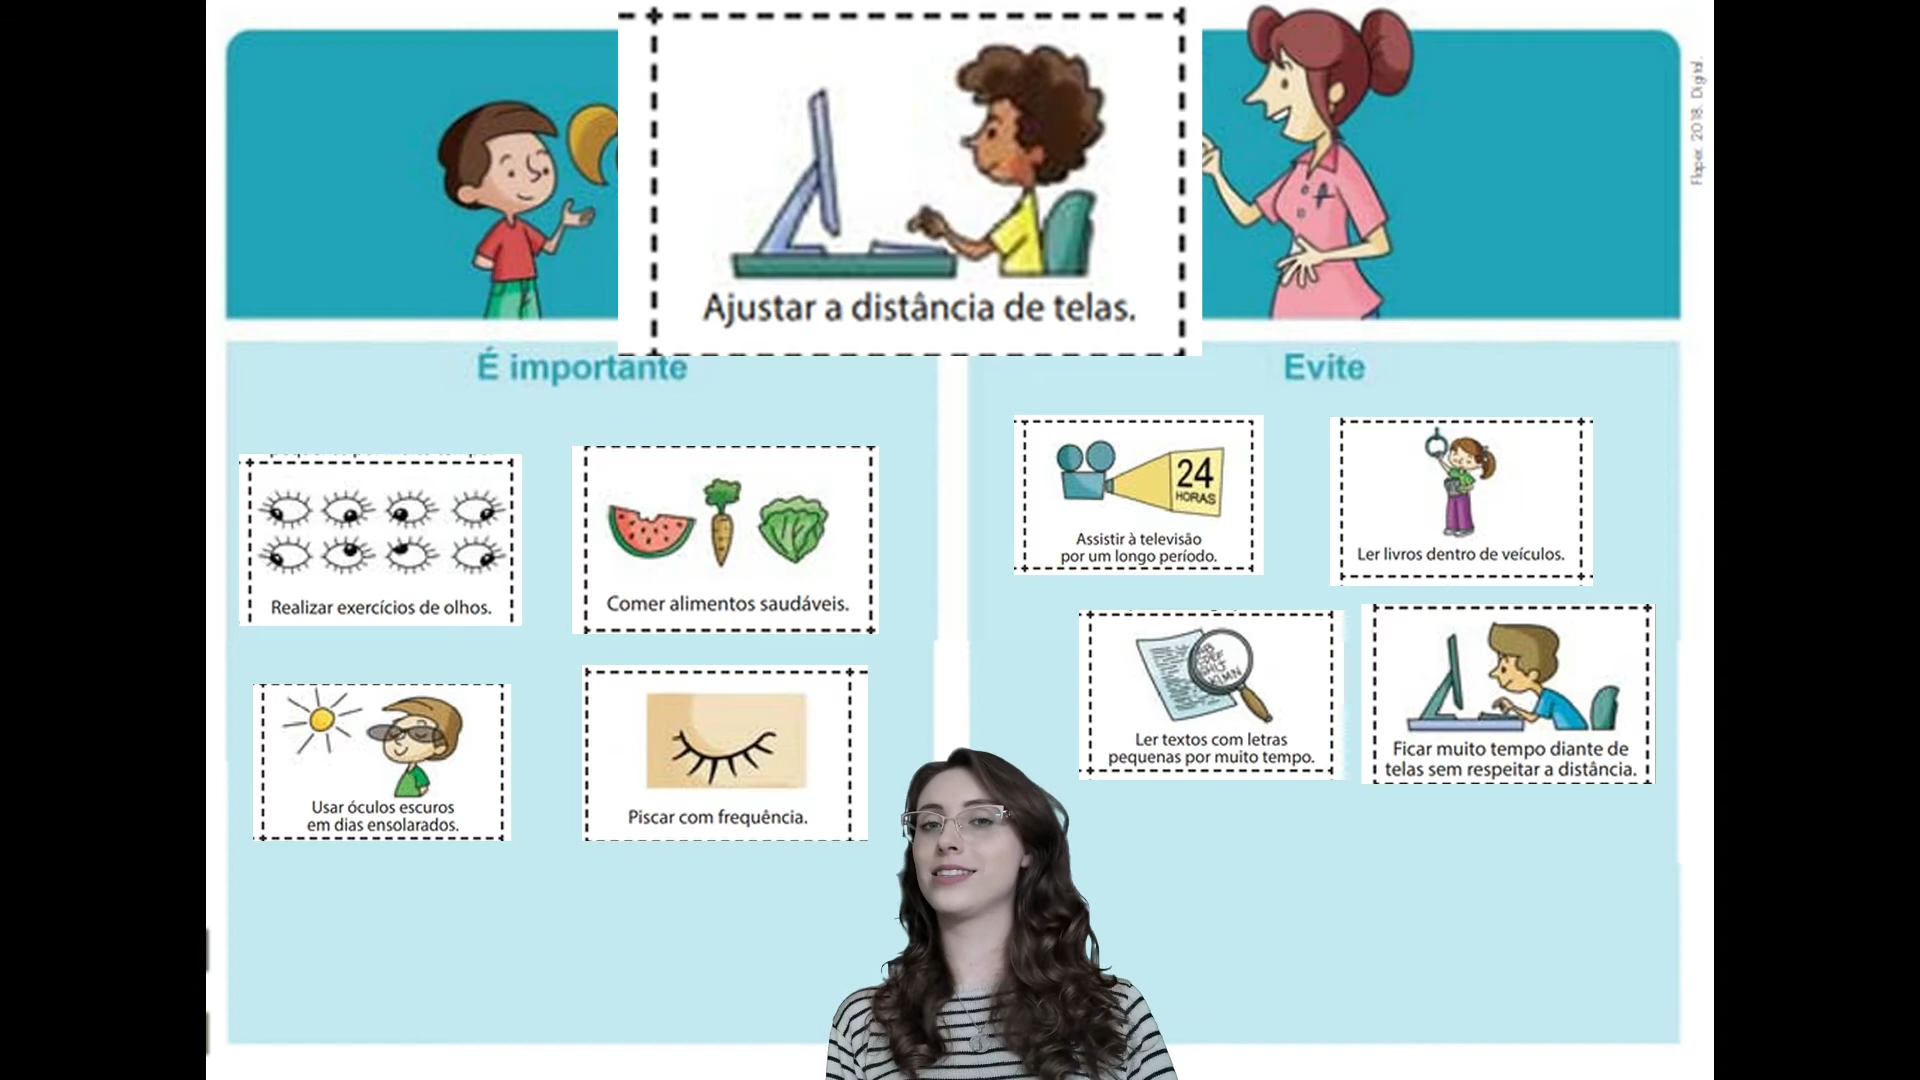 Flaper. 2018. Digital.
Ajustar a distância de telas.
É importante
Realizar exercícios de olhos.
Comer alimentos saudáveis.
Usar óculos escuros
em dias ensolarados.
Piscar com frequência.
Evite
24
HORAS
Assistir à televisão
por um longo período.
Ler livros dentro de veículos.
Ler textos com letras
pequenas por muito tempo.
Ficar muito tempo diante de
telas sem respeitar a distância.